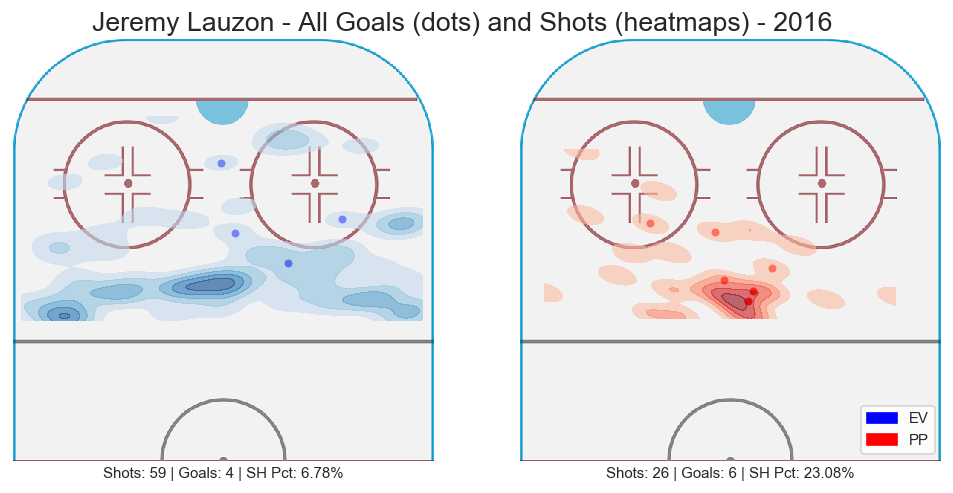 Jeremy Lauzon - All Goals (dots) and Shots (heatmaps) - 2016
EV
PP
Shots: 59 | Goals: 4 | SH Pct: 6.78%
Shots: 26 | Goals: 6 | SH Pct: 23.08%